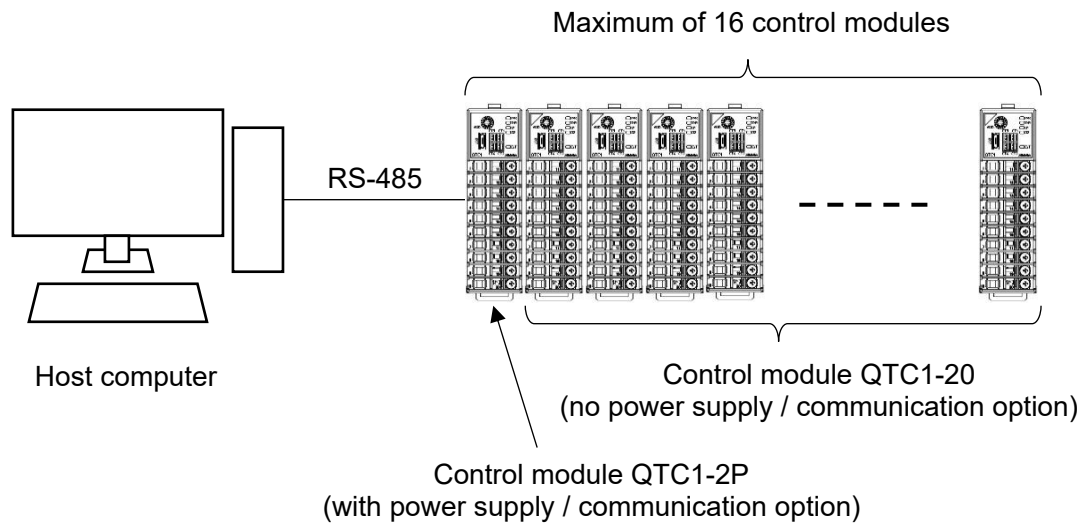 Maximum of 16 control modules
RS-485
Host computer
Control module QTC1-20
(no power supply / communication option)
Control module QTC1-2P
(with power supply / communication option)